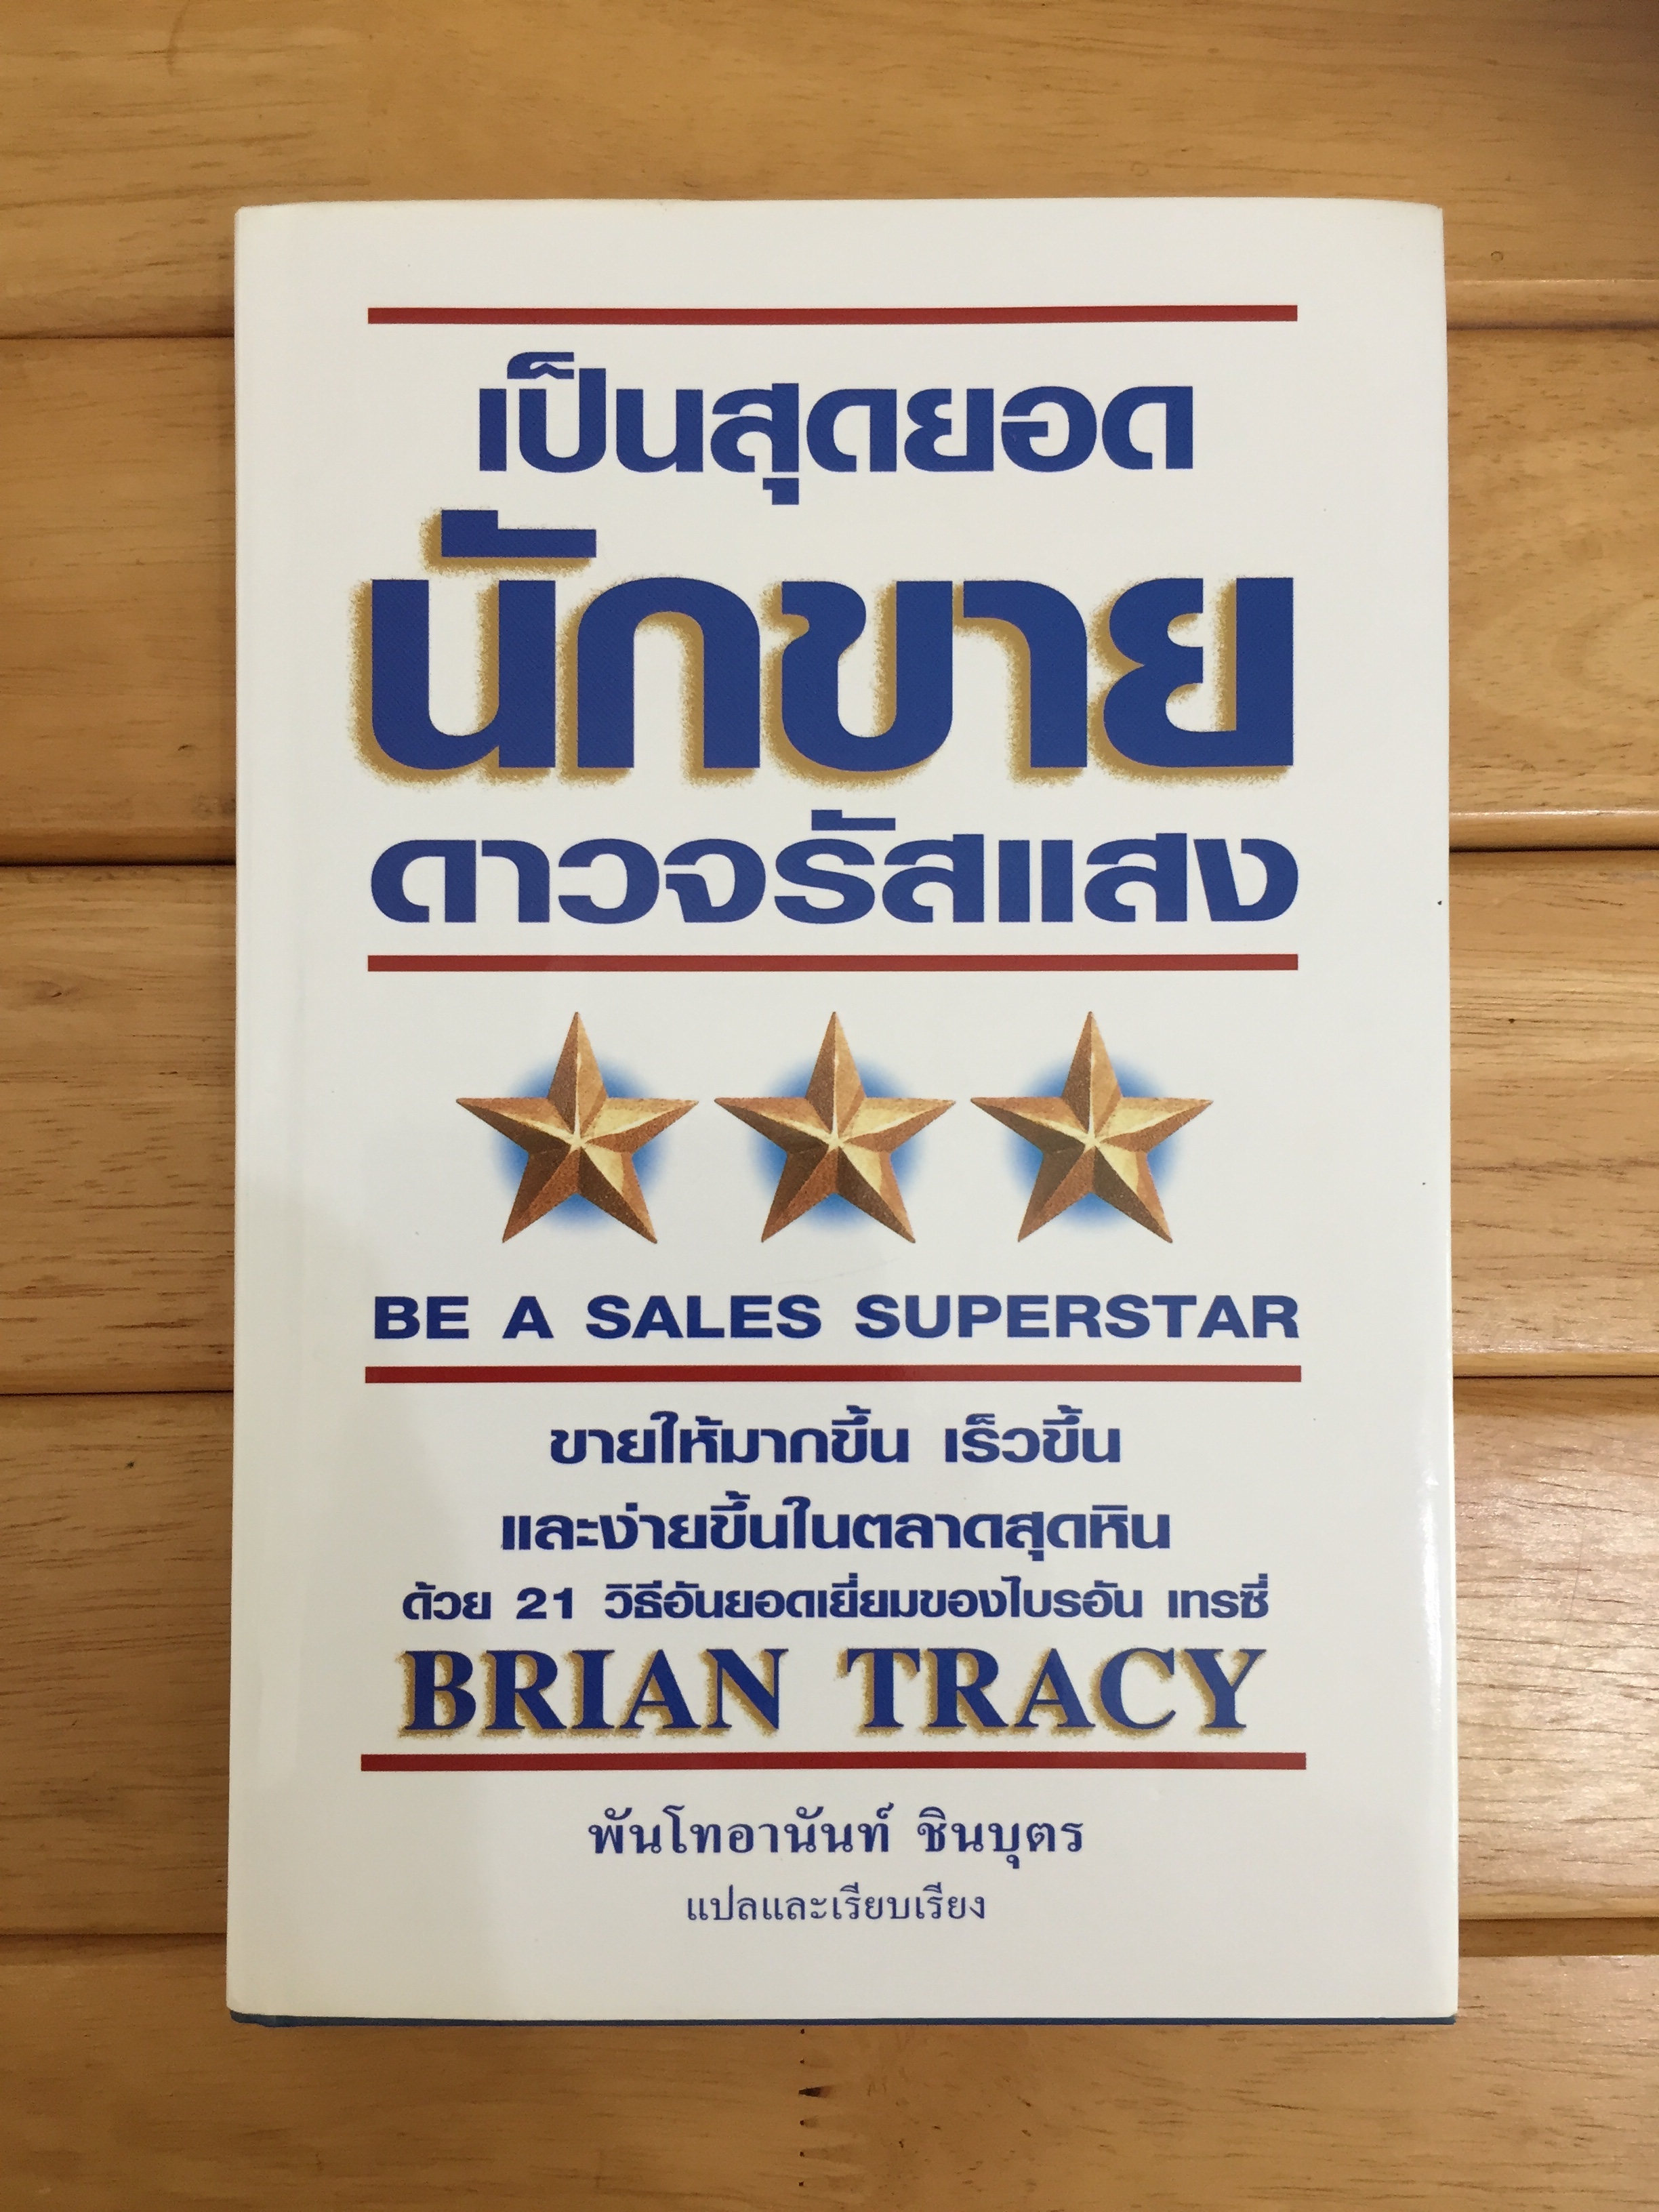 เป็นสุดยอด
นักขาย
ดาวจรัสแสง
BE A SALES SUPERSTAR
ขายให้มากขึ้น เร็วขึ้น
และง่ายขึ้นในตลาดสุดหิน
ด้วย 21 วิธีอันยอดเยี่ยมของไบรอัน เทรซี่
BRIAN TRACY
พันโทอานันท์ ชินบุตร
แปลและเรียบเรียง